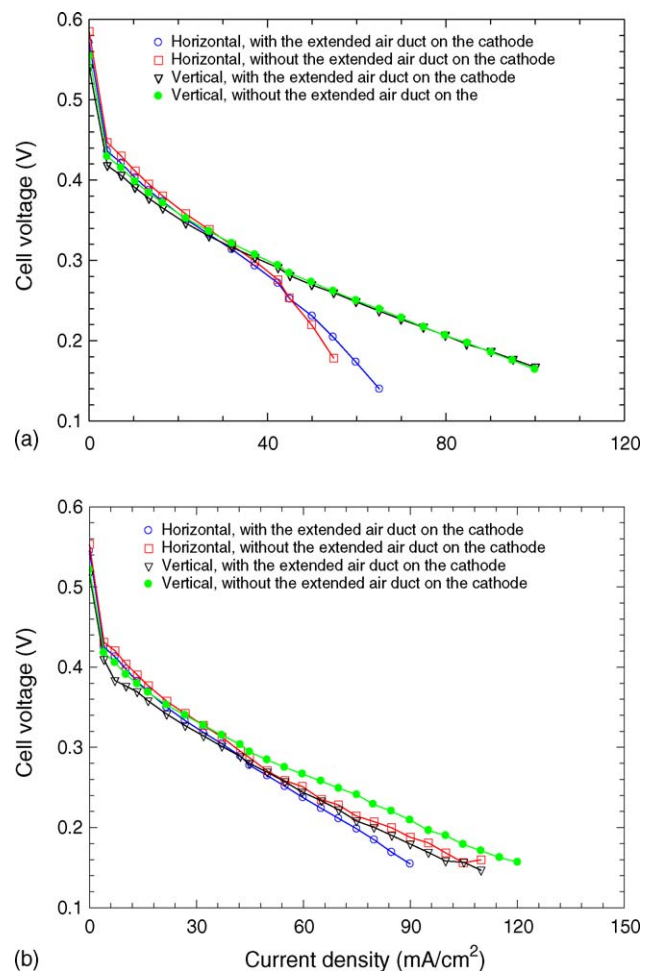 0.6
Horizontal, with the extended air duct on the cathode
Horizontal, without the extended air duct on the cathode
Vertical, with the extended air duct on the cathode
Vertical, without the extended air duct on the
0.5
0.4
0.3
0.2
0.1
Cell voltage (V)
(a)
0 40 80 120
0.6
Horizontal, with the extended air duct on the cathode
Horizontal, without the extended air duct on the cathode
Vertical, with the extended air duct on the cathode
Vertical, without the extended air duct on the cathode
0.5
0.4
0.3
0.2
0.1
Cell voltage (V)
0 30 60 90 120 150
(b) Current density (mA/cm²)